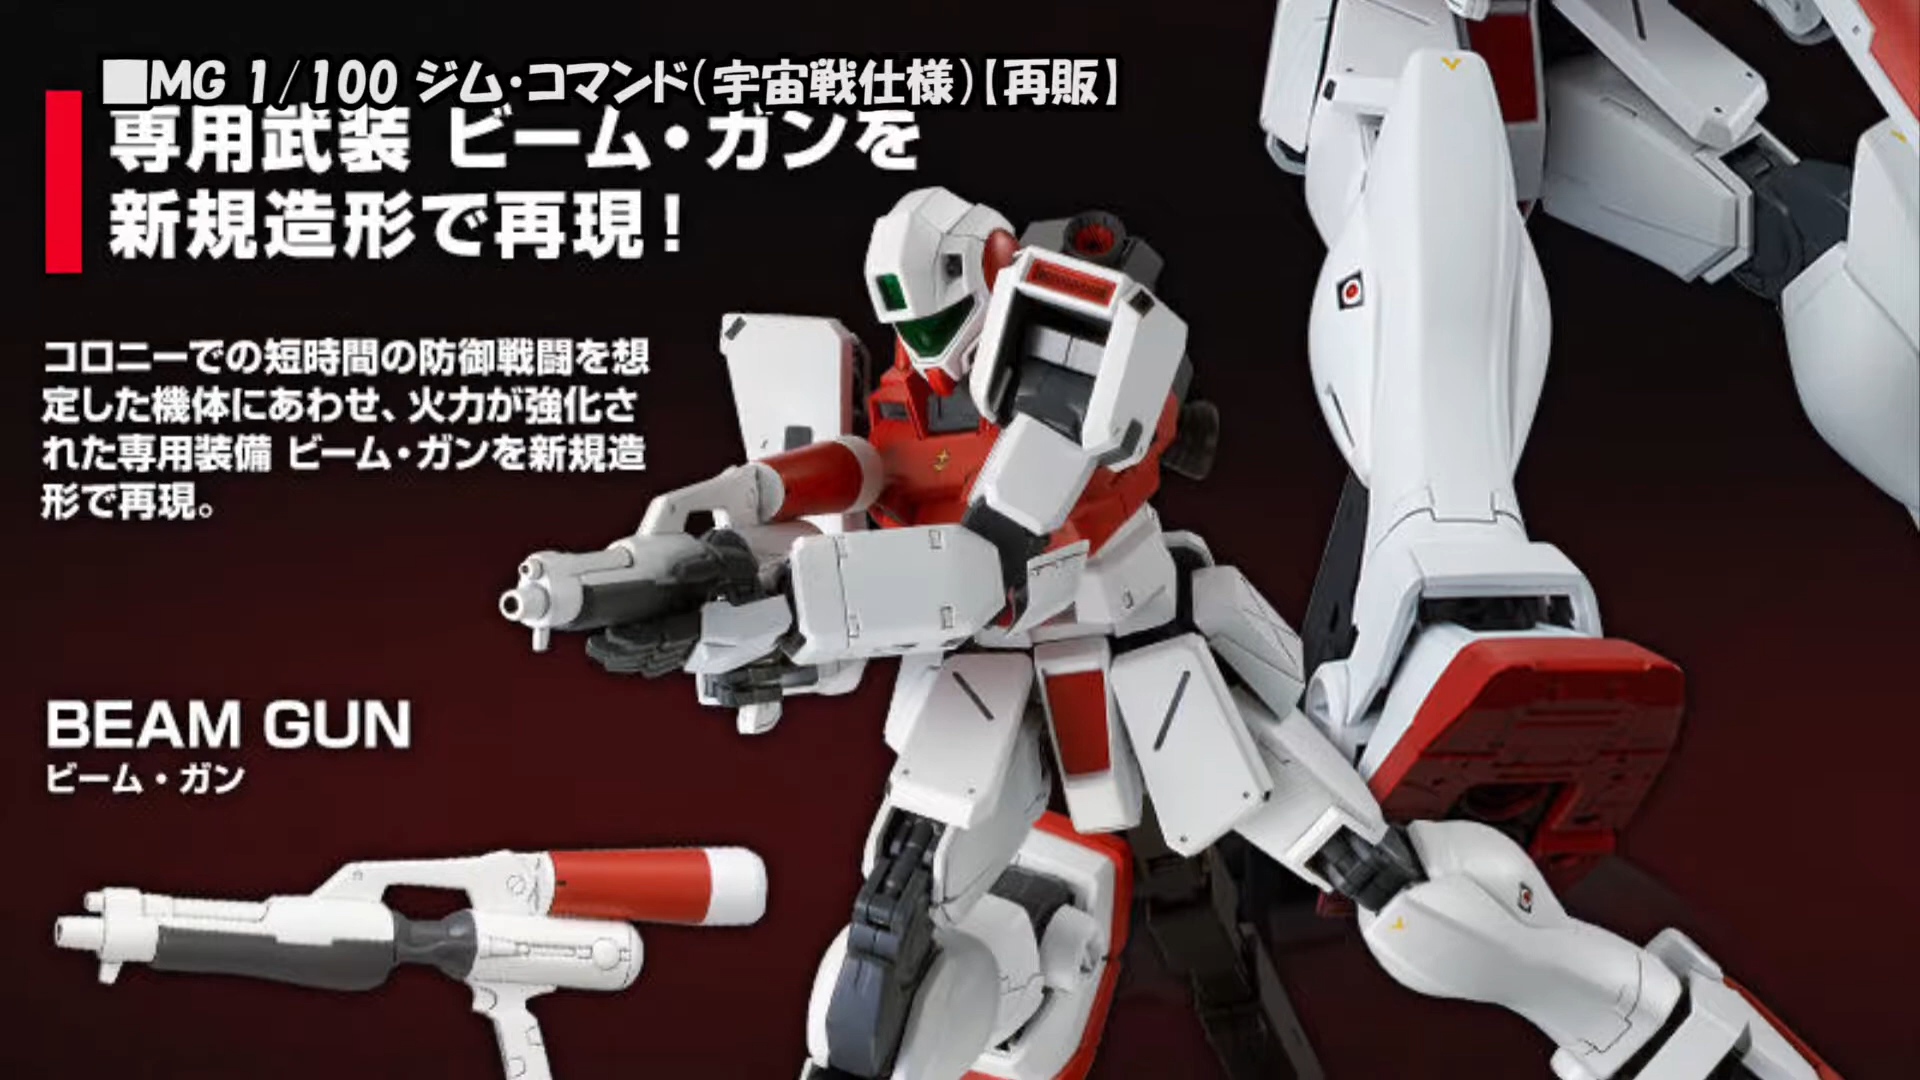 ■MG 1/100 ジム・コマンド(宇宙戦仕様)【再販】
専用武装 ビーム・ガンを
新規造形で再現!
コロニーでの短時間の防御戦闘を想
定した機体にあわせ、火力が強化さ
れた専用装備 ビーム・ガンを新規造
形で再現。
BEAM GUN
ビーム・ガン